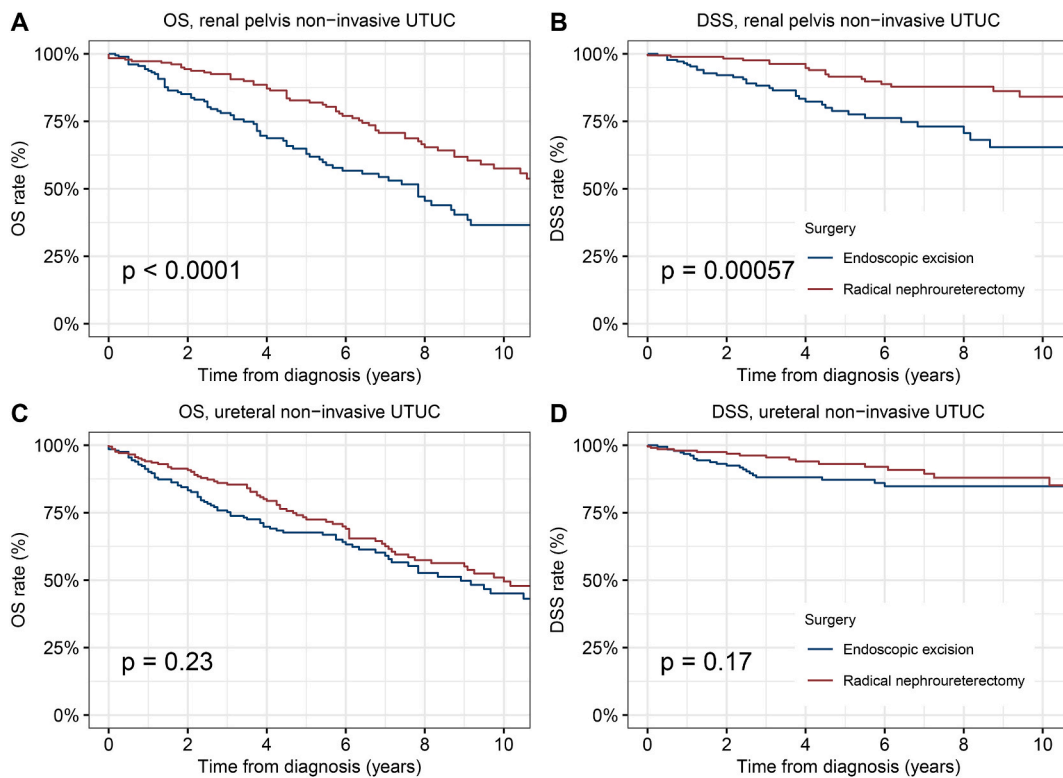 A
OS, renal pelvis non−invasive UTUC
100%
75%
50%
25%
0%
OS rate (%)
p < 0.0001
0 2 4 6 8 10
Time from diagnosis (years)
B
DSS, renal pelvis non−invasive UTUC
100%
75%
50%
25%
0%
DSS rate (%)
Surgery
Endoscopic excision
Radical nephroureterectomy
p = 0.00057
0 2 4 6 8 10
Time from diagnosis (years)
C
OS, ureteral non−invasive UTUC
100%
75%
50%
25%
0%
OS rate (%)
p = 0.23
0 2 4 6 8 10
Time from diagnosis (years)
D
DSS, ureteral non−invasive UTUC
100%
75%
50%
25%
0%
DSS rate (%)
Surgery
Endoscopic excision
Radical nephroureterectomy
p = 0.17
0 2 4 6 8 10
Time from diagnosis (years)